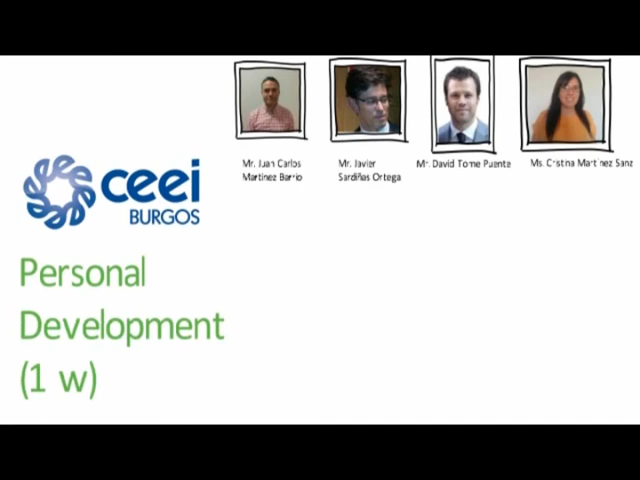 Mr. Juan Carlos
Martinez Barrio
Mr. Javier
Sardiñas Ortega
Mr. David Tome Puente
Ms. Cristina Martinez Sanz
ceei
BURGOS
Personal
Development
(1 w)